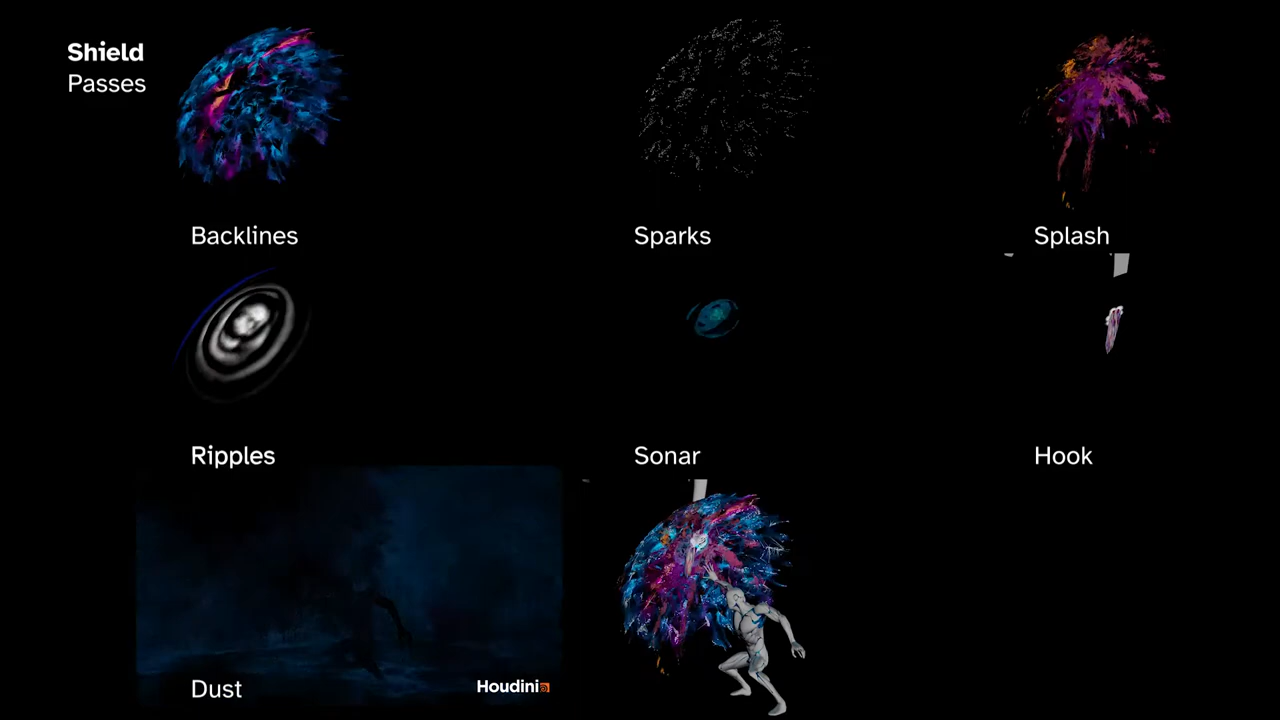 Shield
Passes
Backlines
Sparks
Splash
Ripples
Sonar
Hook
Dust
Houdini